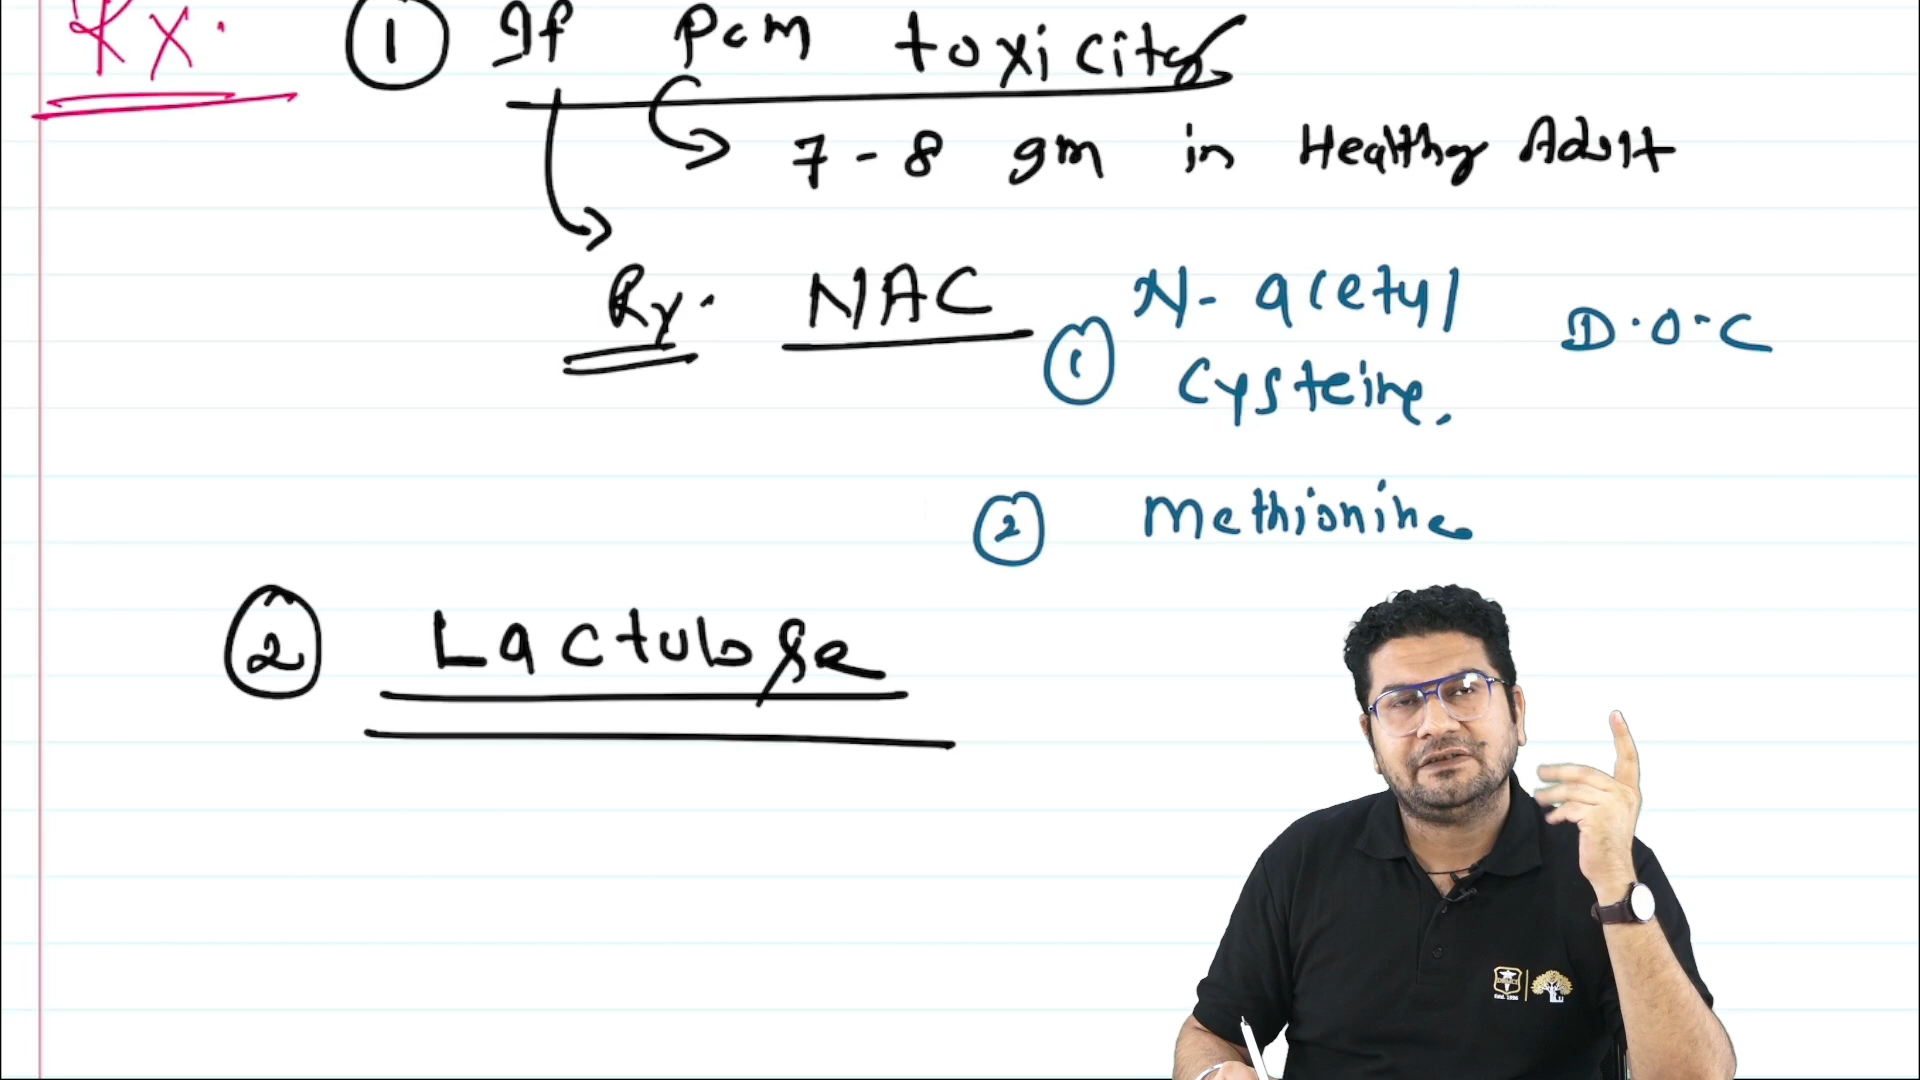 Rx.
① If Pcm toxicity
7 - 8 gm in Healthy Adult
Rx. NAC
① N- acetyl Cysteine.
D.O.C
② Methionine
② Lactulose